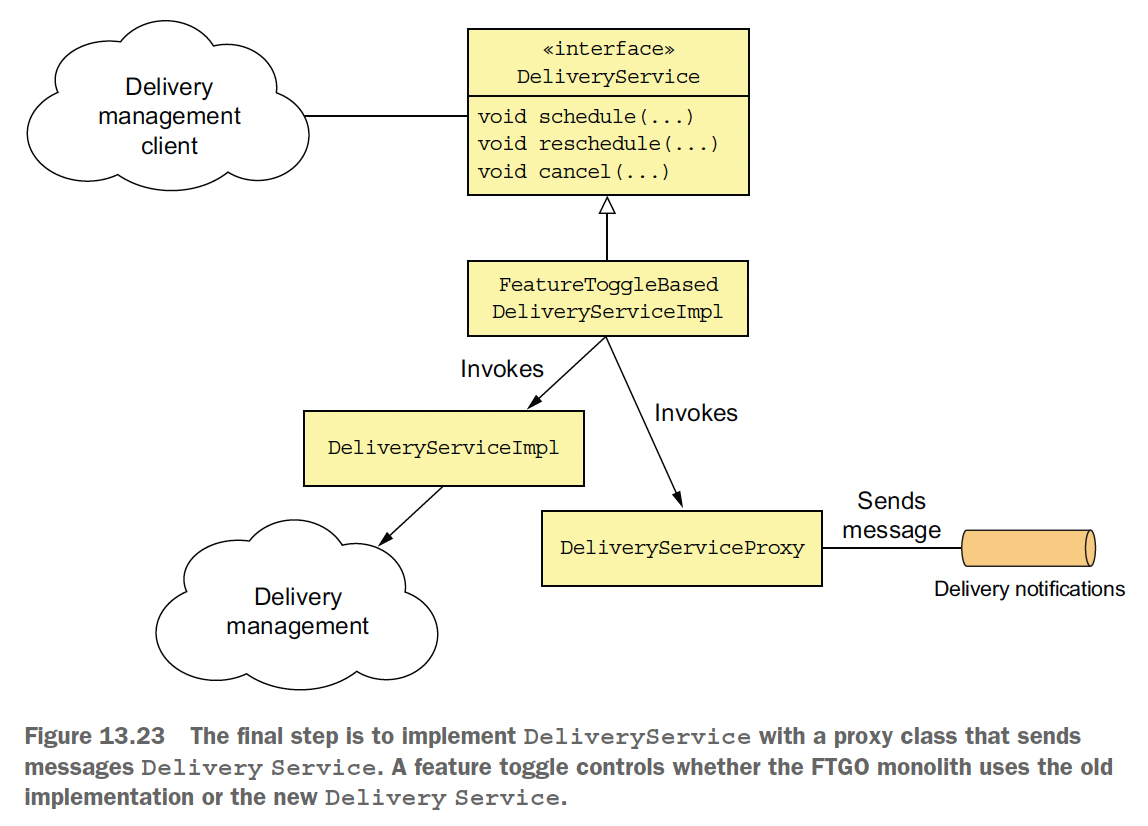 Delivery
management
client
«interface»
DeliveryService
void schedule(...)
void reschedule(...)
void cancel(...)
FeatureToggleBased
DeliveryServiceImpl
Invokes
Invokes
DeliveryServiceImpl
Sends
message
DeliveryServiceProxy
Delivery notifications
Delivery
management
Figure 13.23 The final step is to implement DeliveryService with a proxy class that sends
messages Delivery Service. A feature toggle controls whether the FTGO monolith uses the old
implementation or the new Delivery Service.